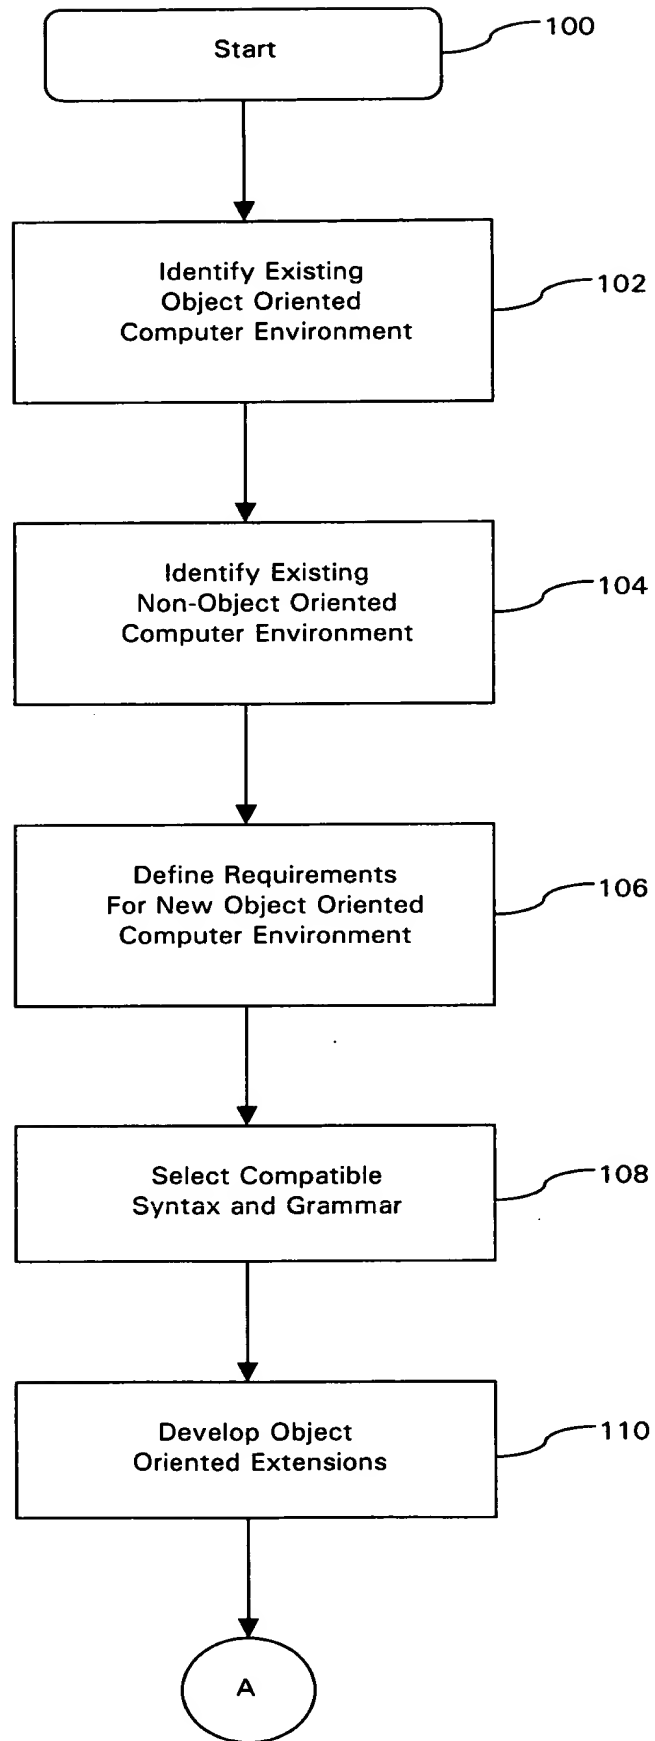 Start
100
Identify Existing
Object Oriented
Computer Environment
102
Identify Existing
Non-Object Oriented
Computer Environment
104
Define Requirements
For New Object Oriented
Computer Environment
106
Select Compatible
Syntax and Grammar
108
Develop Object
Oriented Extensions
110
A